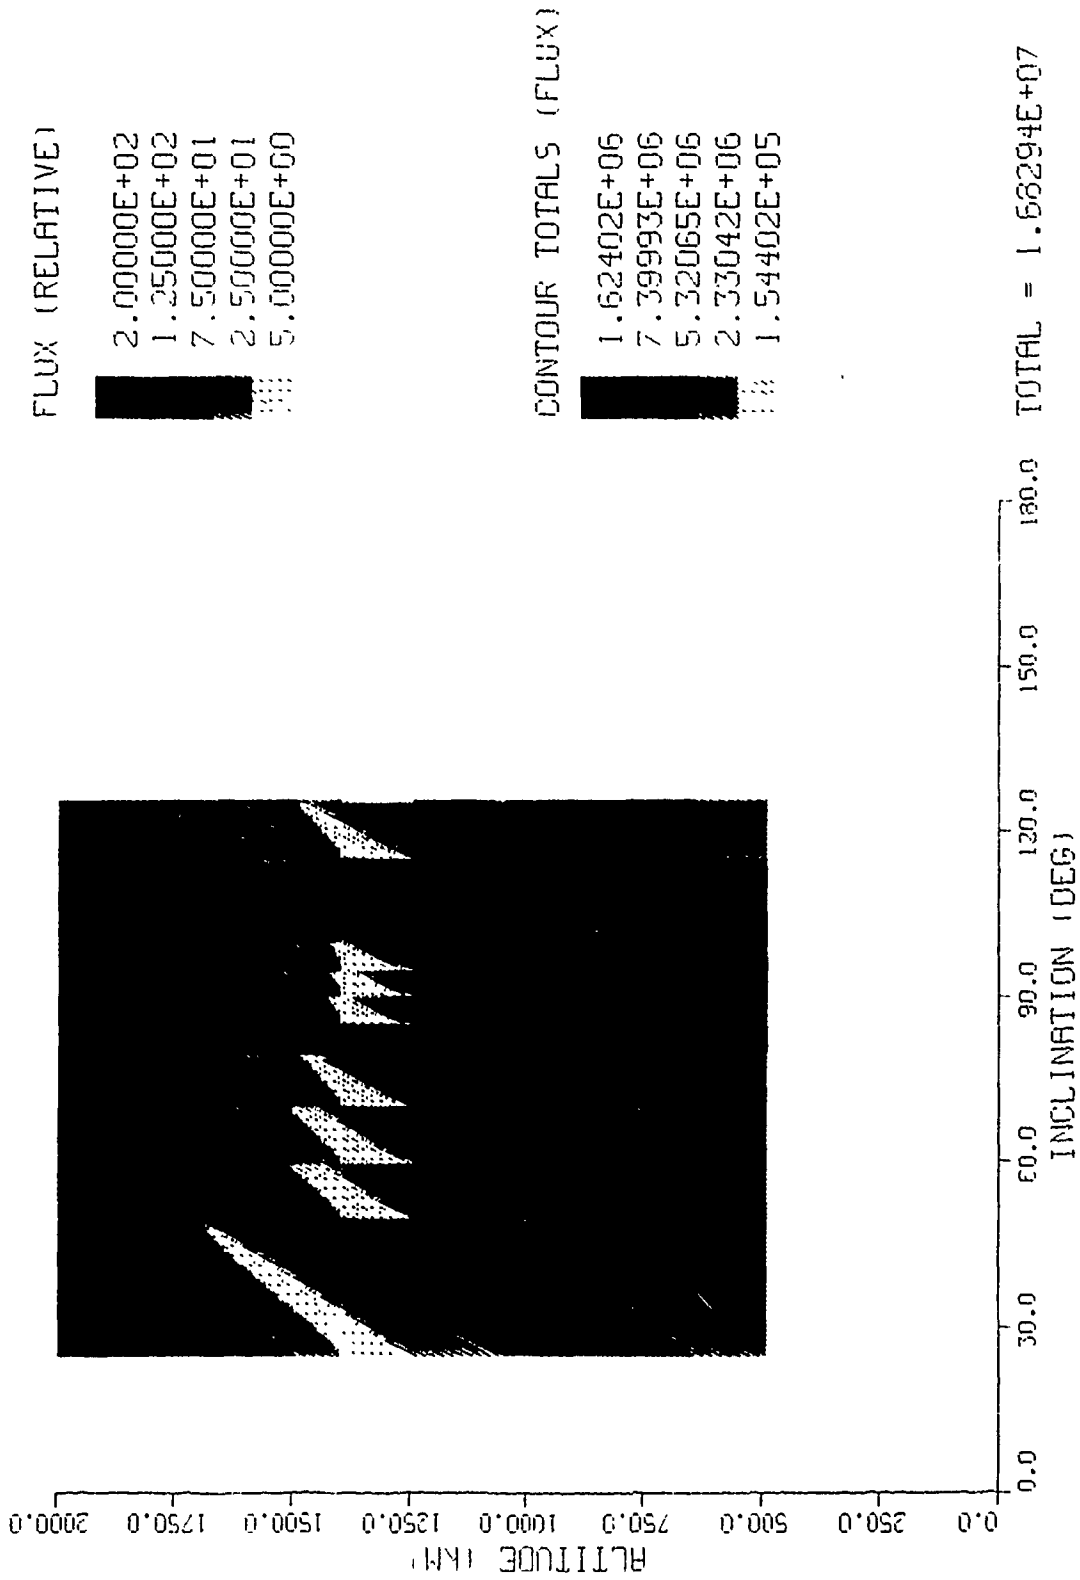 FLUX (RELATIVE)
2.00000E+02
1.25000E+02
7.50000E+01
2.50000E+01
5.00000E+00
CONTOUR TOTALS (FLUX)
1.62402E+06
7.39993E+06
5.32065E+06
2.33042E+06
1.54402E+05
TOTAL = 1.68294E+07
ALTITUDE (KM)
2000.0
1750.0
1500.0
1250.0
1000.0
750.0
500.0
250.0
0.0
0.0 30.0 60.0 90.0 120.0 150.0 180.0
INCLINATION (DEG)